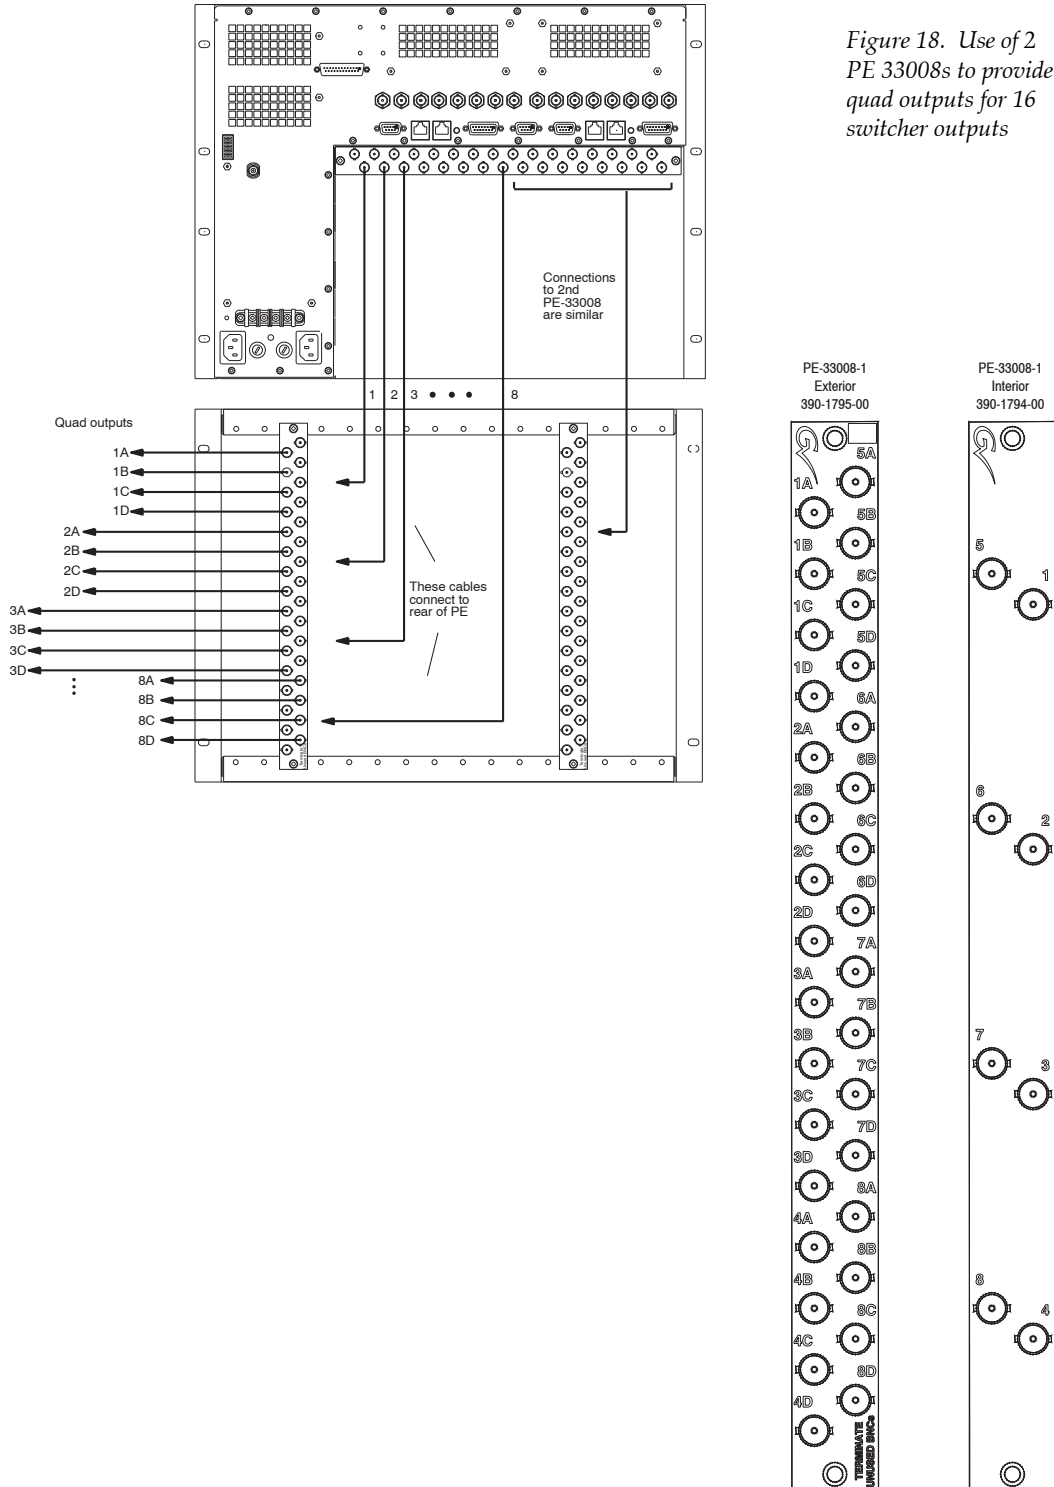 Figure 18.  Use of 2
PE 33008s to provide
quad outputs for 16
switcher outputs
Connections
to 2nd
PE-33008
are similar
1 2 3 • • • 8
Quad outputs
1A
1B
1C
1D
2A
2B
2C
2D
3A
3B
3C
3D
8A
8B
8C
8D
These cables
connect to
rear of PE
PE-33008-1
Exterior
390-1795-00
5A
1A
5B
1B
5C
1C
5D
1D
6A
2A
6B
2B
6C
2C
6D
2D
7A
3A
7B
3B
7C
3C
7D
3D
8A
4A
8B
4B
8C
4C
8D
4D
TERMINATE
UNUSED BNCs
PE-33008-1
Interior
390-1794-00
5
1
6
2
7
3
8
4